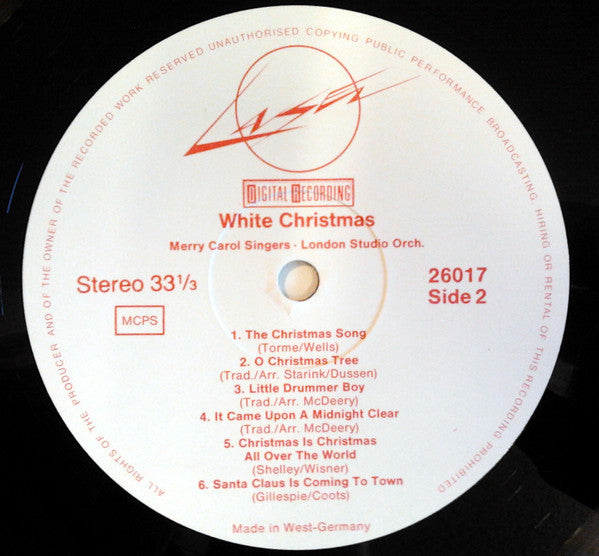 ALL RIGHTS OF THE PRODUCER AND OF THE OWNER OF THE RECORDED WORK RESERVED UNAUTHORISED COPYING PUBLIC PERFORMANCE BROADCASTING, HIRING OR RENTAL OF THIS RECORDING PROHIBITED
LASER
DIGITAL RECORDING
White Christmas
Merry Carol Singers · London Studio Orch.
Stereo 33 1/3
MCPS
26017
Side 2
1. The Christmas Song
(Torme/Wells)
2. O Christmas Tree
(Trad./Arr. Starink/Dussen)
3. Little Drummer Boy
(Trad./Arr. McDeery)
4. It Came Upon A Midnight Clear
(Trad./Arr. McDeery)
5. Christmas Is Christmas
All Over The World
(Shelley/Wisner)
6. Santa Claus Is Coming To Town
(Gillespie/Coots)
Made in West-Germany